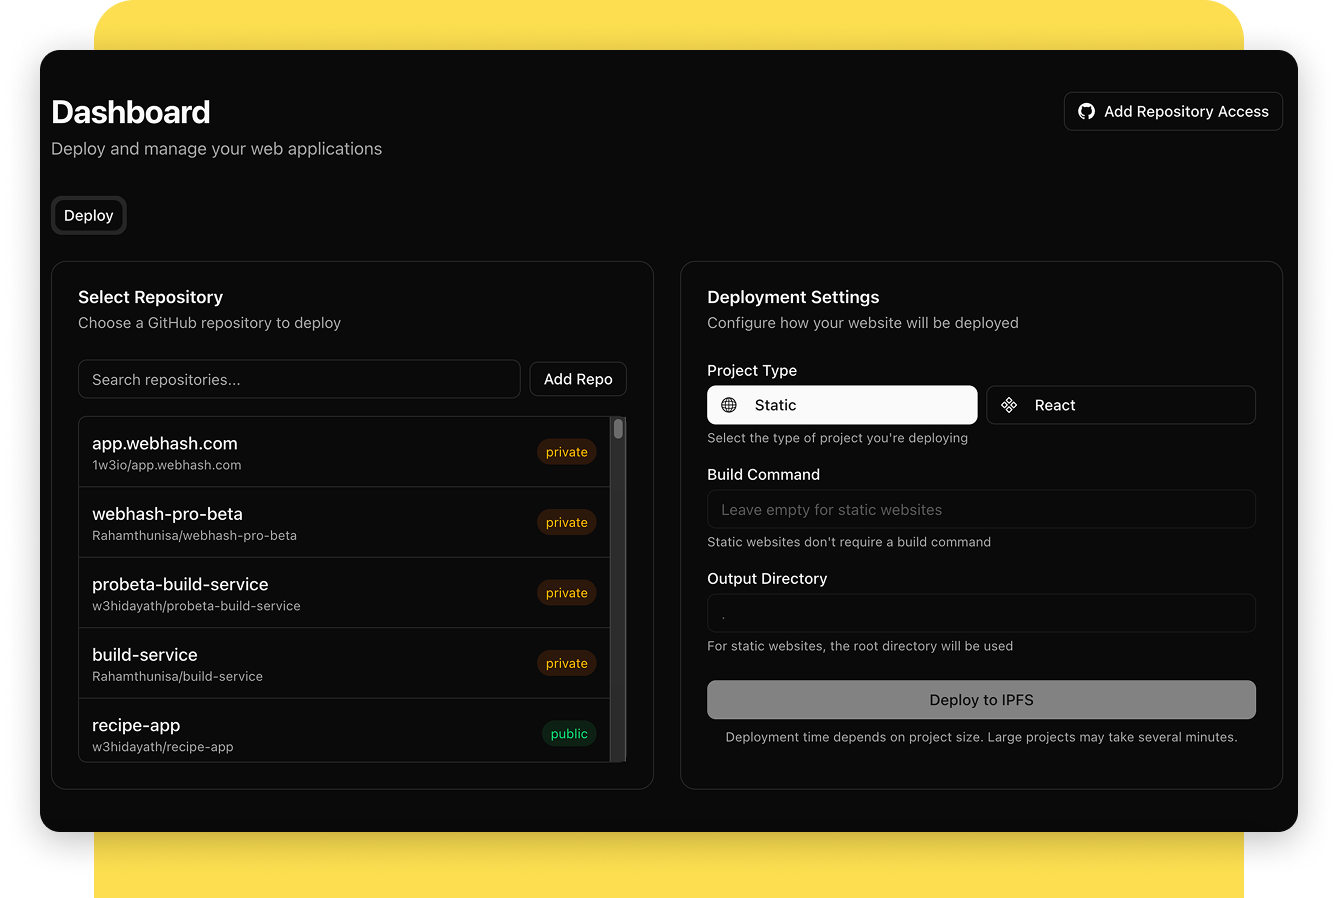 Dashboard
Deploy and manage your web applications
Add Repository Access
Deploy
Select Repository
Choose a GitHub repository to deploy
Search repositories...
Add Repo
app.webhash.com
1w3io/app.webhash.com
private
webhash-pro-beta
Rahamthunisa/webhash-pro-beta
private
probeta-build-service
w3hidayath/probeta-build-service
private
build-service
Rahamthunisa/build-service
private
recipe-app
w3hidayath/recipe-app
public
Deployment Settings
Configure how your website will be deployed
Project Type
Static
React
Select the type of project you're deploying
Build Command
Leave empty for static websites
Static websites don't require a build command
Output Directory
.
For static websites, the root directory will be used
Deploy to IPFS
Deployment time depends on project size. Large projects may take several minutes.